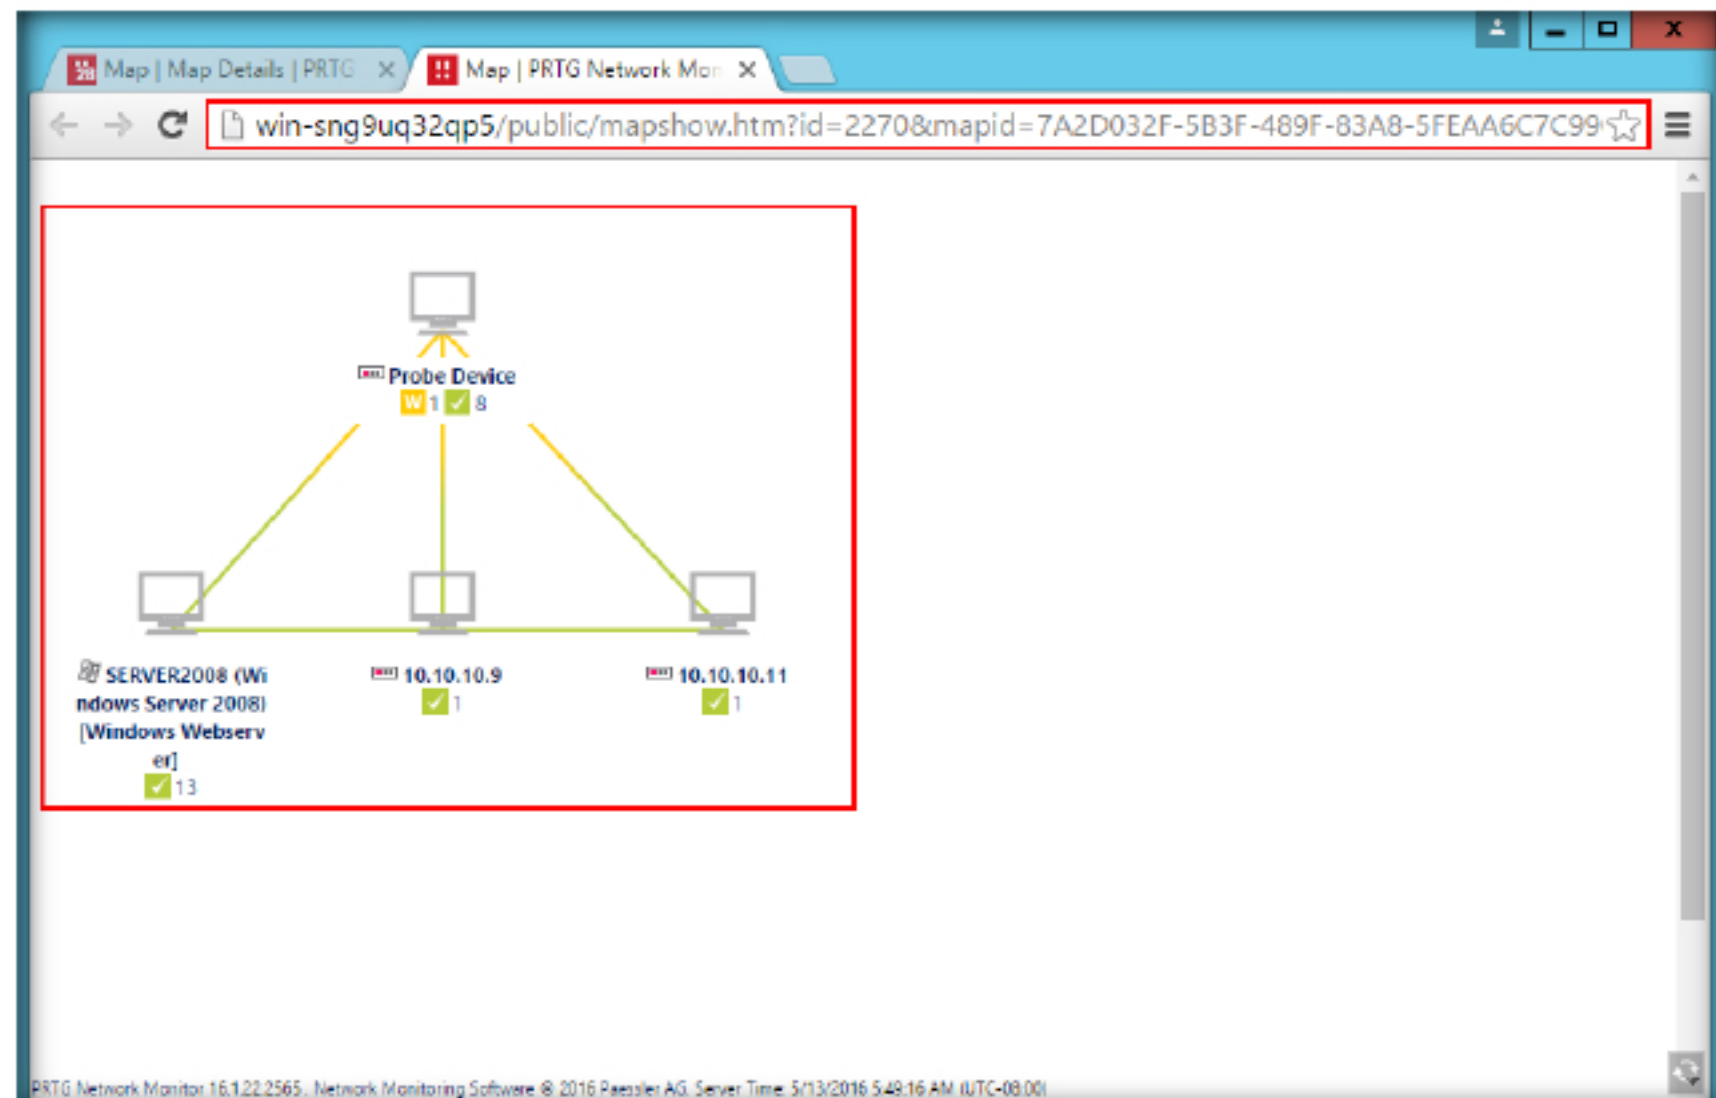 Map | Map Details | PRTG
Map | PRTG Network Mon
win-sng9uq32qp5/public/mapshow.htm?id=2270&mapid=7A2D032F-5B3F-489F-83A8-5FEAA6C7C99
Probe Device
W 1 8
SERVER2008 (Wi
ndows Server 2008)
[Windows Webserv
er]
13
10.10.10.9
1
10.10.10.11
1
PRTG Network Monitor 16.1.22.2565. Network Monitoring Software © 2016 Paessler AG. Server Time: 5/13/2016 5:49:16 AM (UTC-08:00)